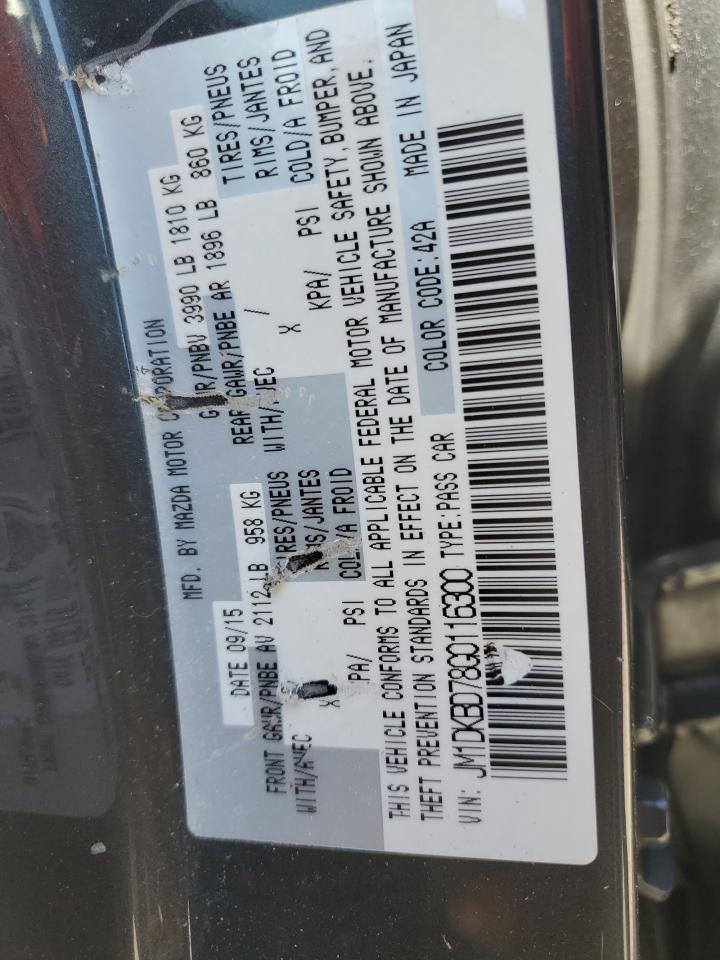 MFD. BY MAZDA MOTOR CORPORATION
DATE 09/15 GVWR/PNBV 3990 LB 1810 KG
FRONT GAWR/PNBE AV 2112 LB 958 KG REAR GAWR/PNBE AR 1896 LB 860 KG
WITH/AVEC TIRES/PNEUS WITH/AVEC TIRES/PNEUS
X RIMS/JANTES X / RIMS/JANTES
KPA/ PSI COLD/A FROID KPA/ PSI COLD/A FROID
THIS VEHICLE CONFORMS TO ALL APPLICABLE FEDERAL MOTOR VEHICLE SAFETY, BUMPER, AND
THEFT PREVENTION STANDARDS IN EFFECT ON THE DATE OF MANUFACTURE SHOWN ABOVE.
VIN: JM1DKBD78G0116300 TYPE:PASS CAR COLOR CODE:42A MADE IN JAPAN